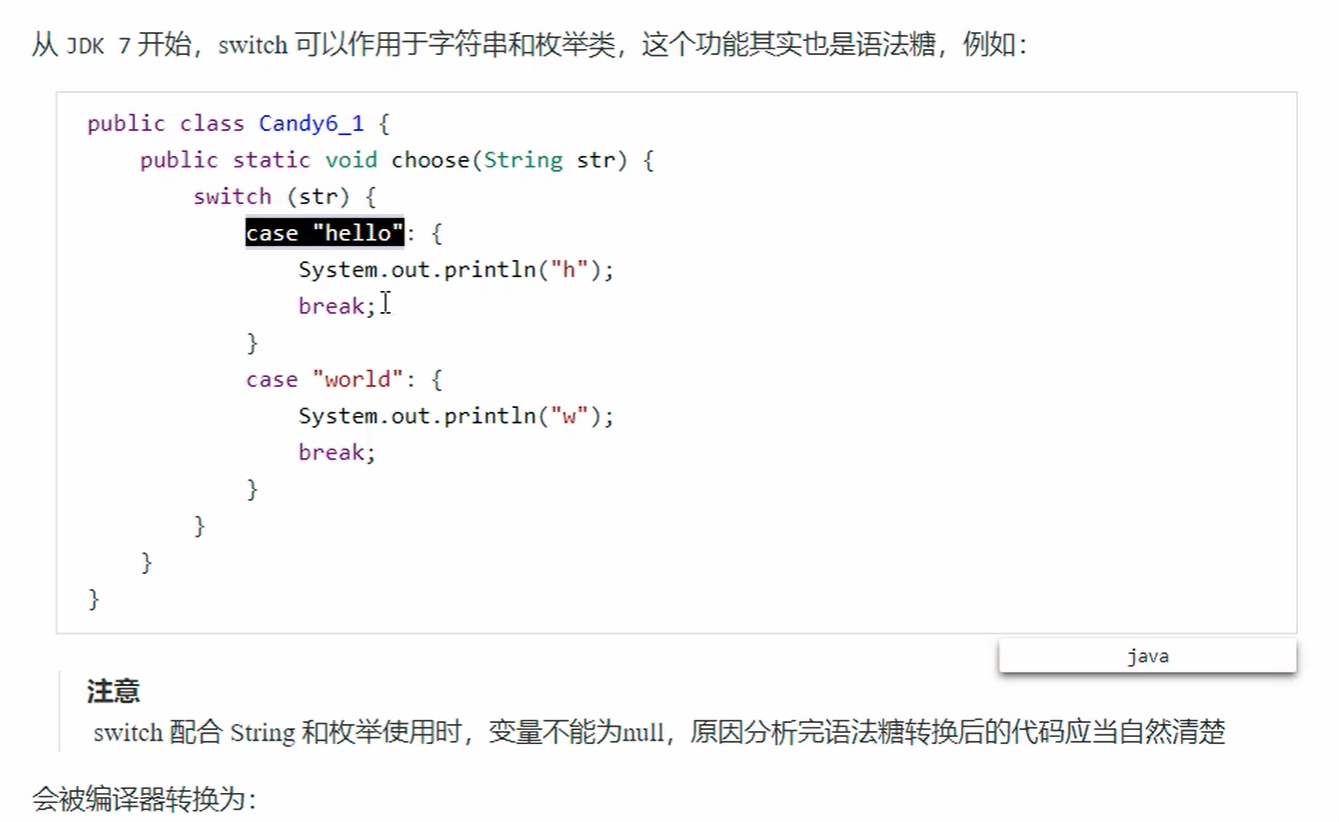 从 JDK 7 开始，switch 可以作用于字符串和枚举类，这个功能其实也是语法糖，例如：
public class Candy6_1 {
    public static void choose(String str) {
        switch (str) {
            case "hello": {
                System.out.println("h");
                break;
            }
            case "world": {
                System.out.println("w");
                break;
            }
        }
    }
}
java
注意
switch 配合 String 和枚举使用时，变量不能为null，原因分析完语法糖转换后的代码应当自然清楚
会被编译器转换为：